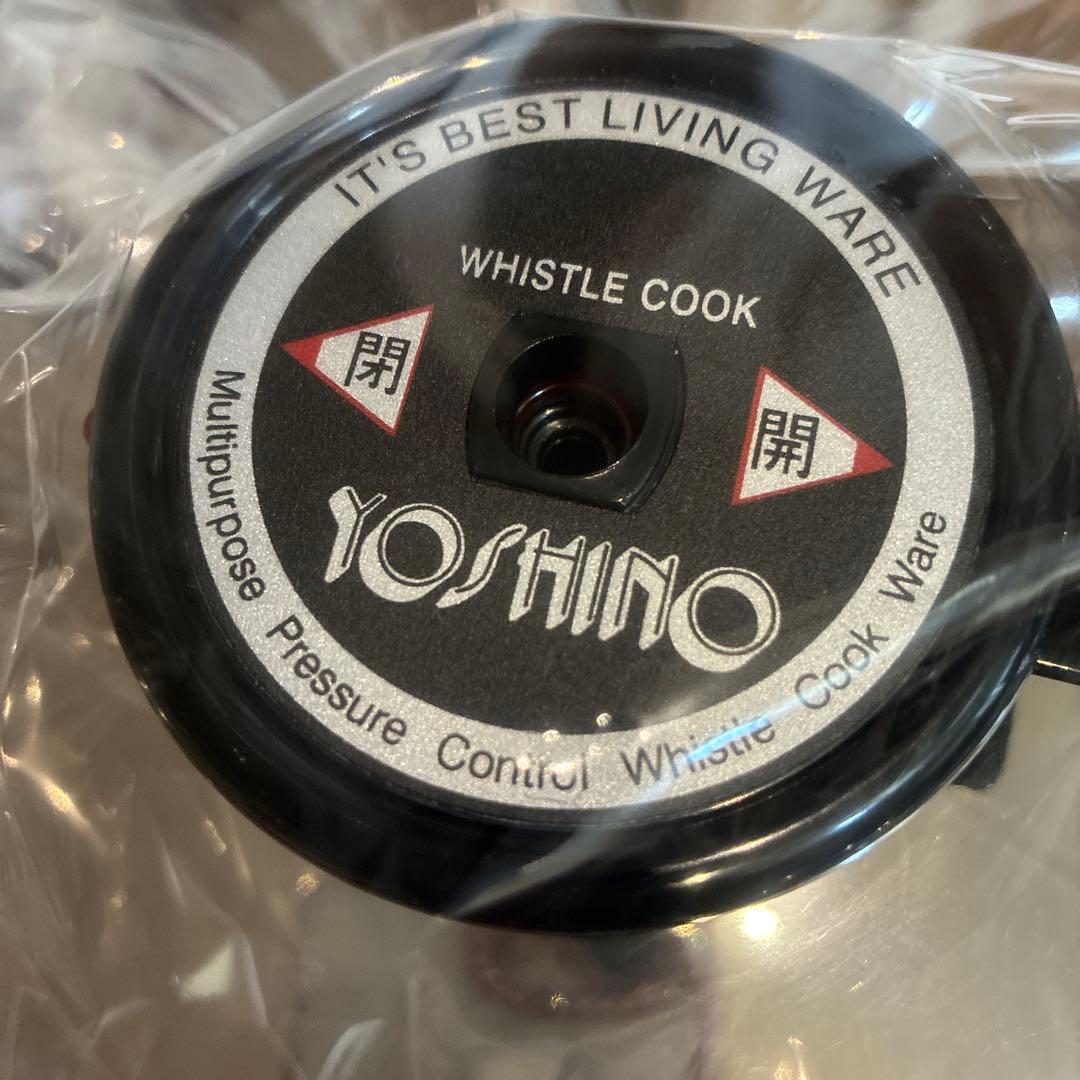 IT'S BEST LIVING WARE
WHISTLE COOK
閉
開
YOSHINO
Multipurpose Pressure Control Whistle Cook Ware